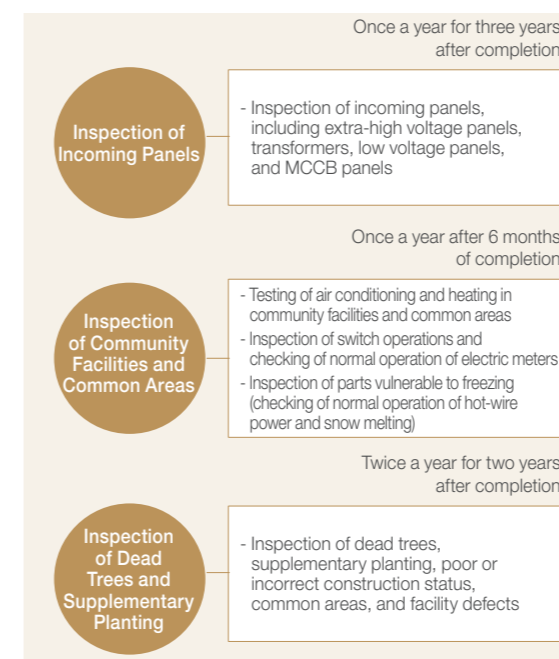 Once a year for three years
after completion
Inspection of
Incoming Panels
- Inspection of incoming panels,
including extra-high voltage panels,
transformers, low voltage panels,
and MCCB panels
Once a year after 6 months
of completion
Inspection
of Community
Facilities and
Common Areas
- Testing of air conditioning and heating in
community facilities and common areas
- Inspection of switch operations and
checking of normal operation of electric meters
- Inspection of parts vulnerable to freezing
(checking of normal operation of hot-wire
power and snow melting)
Twice a year for two years
after completion
Inspection
of Dead
Trees and
Supplementary
Planting
- Inspection of dead trees,
supplementary planting, poor or
incorrect construction status,
common areas, and facility defects